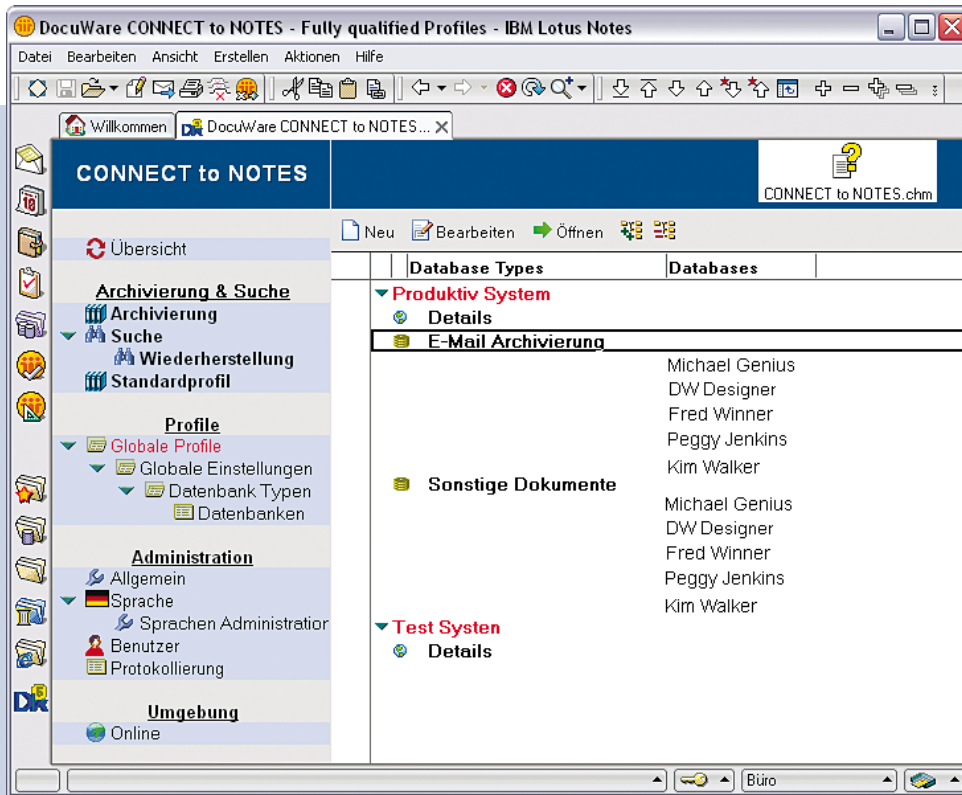 DocuWare CONNECT to NOTES - Fully qualified Profiles - IBM Lotus Notes
Datei Bearbeiten Ansicht Erstellen Aktionen Hilfe
Willkommen DocuWare CONNECT to NOTES...
CONNECT to NOTES
CONNECT to NOTES.chm
Neu Bearbeiten Öffnen
Übersicht
Archivierung & Suche
Archivierung
Suche
Wiederherstellung
Standardprofil
Profile
Globale Profile
Globale Einstellungen
Datenbank Typen
Datenbanken
Administration
Allgemein
Sprache
Sprachen Administratior
Benutzer
Protokollierung
Umgebung
Online
Database Types Databases
Produktiv System
Details
E-Mail Archivierung
Michael Genius
DW Designer
Fred Winner
Peggy Jenkins
Kim Walker
Sonstige Dokumente
Michael Genius
DW Designer
Fred Winner
Peggy Jenkins
Kim Walker
Test Systen
Details
Büro